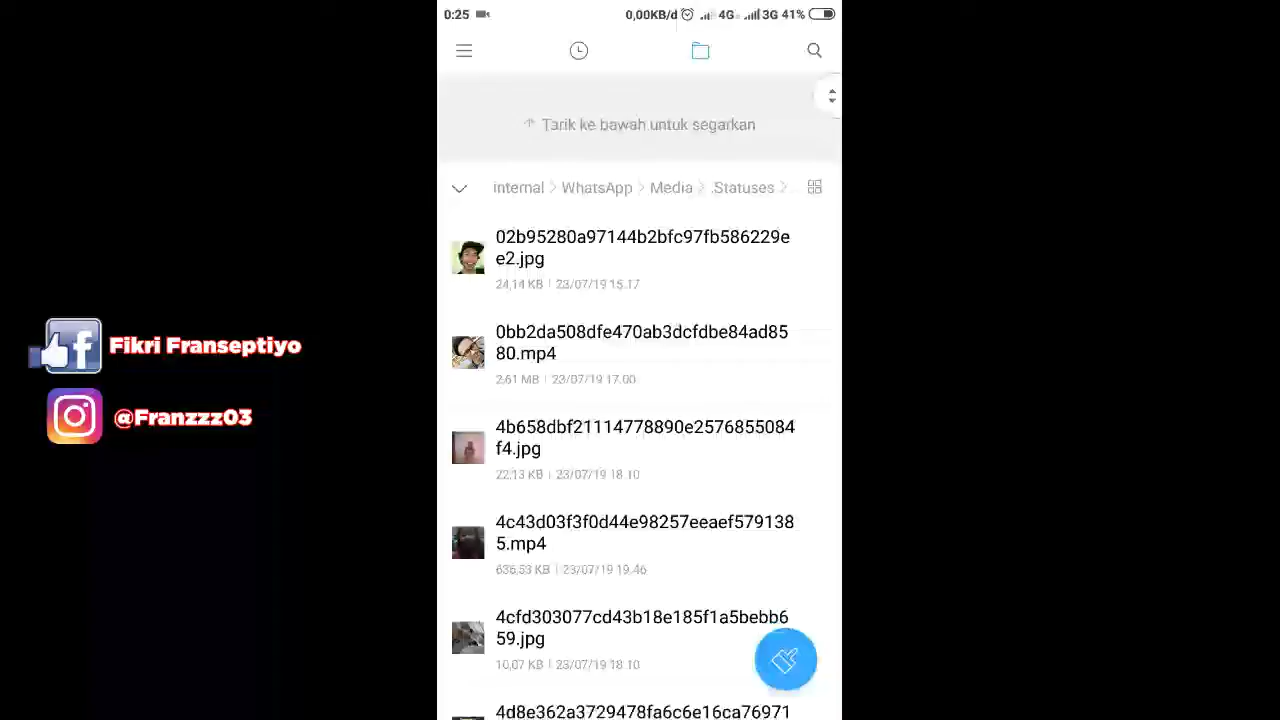 0:25
0,00KB/d 4G 3G 41%
Tarik ke bawah untuk segarkan
internal WhatsApp Media .Statuses
02b95280a97144b2bfc97fb586229e
e2.jpg
24,14 KB | 23/07/19 15.17
0bb2da508dfe470ab3dcfdbe84ad85
80.mp4
2,61 MB | 23/07/19 17.00
4b658dbf21114778890e2576855084
f4.jpg
22,13 KB | 23/07/19 18.10
4c43d03f3f0d44e98257eeaef579138
5.mp4
636,53 KB | 23/07/19 19.46
4cfd303077cd43b18e185f1a5bebb6
59.jpg
10,07 KB | 23/07/19 18.10
4d8e362a3729478fa6c6e16ca76971
Fikri Franseptiyo
@Franzzz03